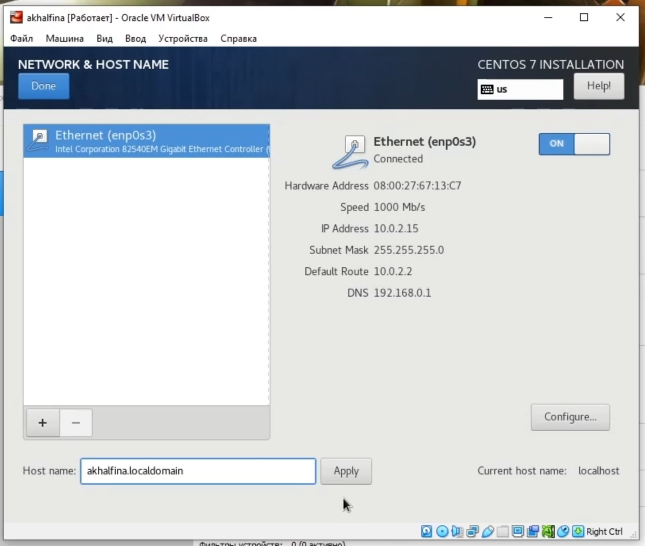 akhalfina [Работает] - Oracle VM VirtualBox
Файл Машина Вид Ввод Устройства Справка
NETWORK & HOST NAME
CENTOS 7 INSTALLATION
Done
us
Help!
Ethernet (enp0s3)
Intel Corporation 82540EM Gigabit Ethernet Controller (
Ethernet (enp0s3)
Connected
ON
Hardware Address 08:00:27:67:13:C7
Speed 1000 Mb/s
IP Address 10.0.2.15
Subnet Mask 255.255.255.0
Default Route 10.0.2.2
DNS 192.168.0.1
+ −
Configure...
Host name: akhalfina.localdomain Apply Current host name: localhost
Right Ctrl
Фильтры устройств: 0 (0 активно)